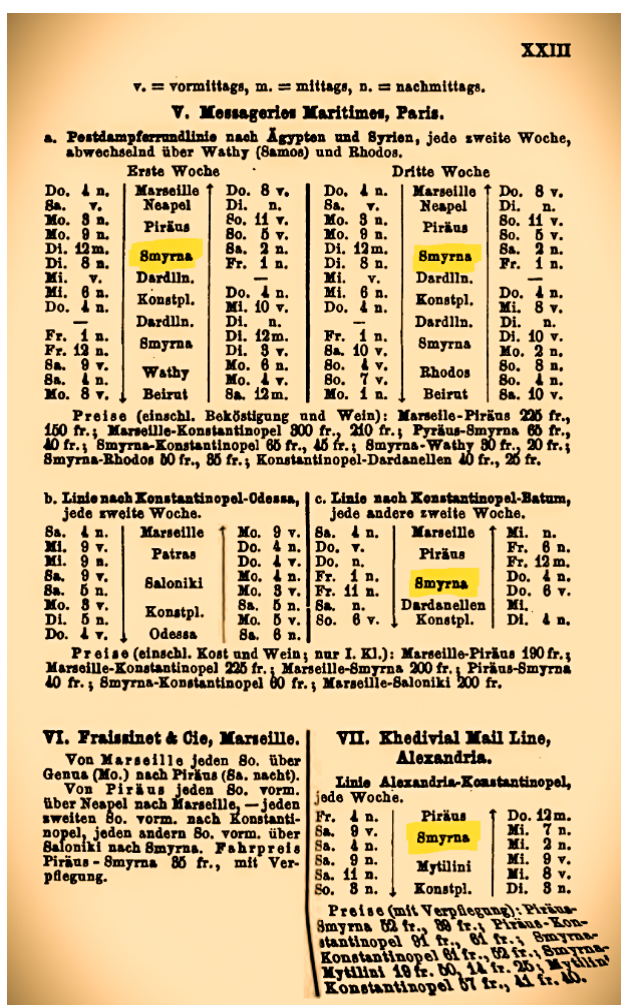 XXIII
v. = vormittags, m. = mittags, n. = nachmittags.
V. Messageries Maritimes, Paris.
a. Postdampferrundlinie nach Ägypten und Syrien, jede zweite Woche,
abwechselnd über Wathy (Samos) und Rhodos.
Erste Woche Dritte Woche
Do. 4 n. Marseille ↑ Do. 8 v. Do. 4 n. Marseille ↑ Do. 8 v.
Sa. v. Neapel Di. n. Sa. v. Neapel Di. n.
Mo. 3 n. Piräus So. 11 v. Mo. 3 n. Piräus So. 11 v.
Mo. 9 n. So. 5 v. Mo. 9 n. So. 5 v.
Di. 12m. Smyrna Sa. 2 n. Di. 12m. Smyrna Sa. 2 n.
Di. 3 n. Fr. 1 n. Di. 3 n. Fr. 1 n.
Mi. v. Dardlln. — Mi. v. Dardlln. —
Mi. 6 n. Konstpl. Do. 4 n. Mi. 6 n. Konstpl. Do. 4 n.
Do. 4 n. Mi. 10 v. Do. 4 n. Mi. 8 v.
— Dardlln. Di. n. — Dardlln. Di. n.
Fr. 1 n. Smyrna Di. 12m. Fr. 1 n. Smyrna Di. 10 v.
Fr. 12 n. Di. 3 v. Sa. 10 v. Mo. 2 n.
Sa. 9 v. Wathy Mo. 6 n. So. 4 v. Rhodos So. 8 n.
Sa. 4 n. Mo. 4 v. So. 7 v. So. 4 n.
Mo. 8 v. ↓ Beirut Sa. 12m. Mo. 1 n. ↓ Beirut Sa. 10 v.
Preise (einschl. Beköstigung und Wein): Marseile-Piräus 225 fr.,
150 fr.; Marseille-Konstantinopel 300 fr., 210 fr.; Pyräus-Smyrna 65 fr.,
40 fr.; Smyrna-Konstantinopel 65 fr., 45 fr.; Smyrna-Wathy 30 fr., 20 fr.;
Smyrna-Rhodos 50 fr., 35 fr.; Konstantinopel-Dardanellen 40 fr., 25 fr.
b. Linie nach Konstantinopel-Odessa,
jede zweite Woche.
Sa. 4 n. Marseille ↑ Mo. 9 v.
Mi. 9 v. Patras Do. 4 n.
Mi. 9 n. Do. 4 v.
Sa. 9 v. Saloniki Mo. 4 n.
Sa. 5 n. Mo. 3 v.
Mo. 3 v. Konstpl. Sa. 5 n.
Di. 5 n. Mo. 5 v.
Do. 4 v. ↓ Odessa Sa. 6 n.
c. Linie nach Konstantinopel-Batum,
jede andere zweite Woche.
Sa. 4 n. Marseille ↑ Mi. n.
Do. v. Piräus Fr. 6 n.
Do. n. Fr. 12 m.
Fr. 1 n. Smyrna Do. 4 n.
Fr. 11 n. Do. 6 v.
Sa. n. Dardanellen Mi.
So. 6 v. ↓ Konstpl. Di. 4 n.
Preise (einschl. Kost und Wein; nur I. Kl.): Marseille-Piräus 190 fr.;
Marseille-Konstantinopel 225 fr.; Marseille-Smyrna 200 fr.; Piräus-Smyrna
40 fr.; Smyrna-Konstantinopel 60 fr.; Marseille-Saloniki 200 fr.
VI. Fraissinet & Cie, Marseille.
Von Marseille jeden So. über
Genua (Mo.) nach Piräus (Sa. nacht).
Von Piräus jeden So. vorm.
über Neapel nach Marseille, — jeden
zweiten So. vorm. nach Konstanti-
nopel, jeden andern So. vorm. über
Saloniki nach Smyrna. Fahrpreis
Piräus-Smyrna 35 fr., mit Ver-
pflegung.
VII. Khedivial Mail Line,
Alexandria.
Linie Alexandria-Konstantinopel,
jede Woche.
Fr. 4 n. Piräus ↑ Do. 12m.
Sa. 9 v. Smyrna Mi. 7 n.
Sa. 4 n. Mi. 2 n.
Sa. 9 n. Mytilini Mi. 9 v.
Sa. 11 n. Mi. 8 v.
So. 3 n. ↓ Konstpl. Di. 3 n.
Preise (mit Verpflegung): Piräus-
Smyrna 52 fr., 39 fr.; Piräus-Kon-
stantinopel 91 fr., 61 fr.; Smyrna-
Konstantinopel 61 fr., 52 fr.; Smyrna-
Mytilini 19 fr. 50, 14 fr. 25; Mytilini
Konstantinopel 57 fr., 41 fr. 40.